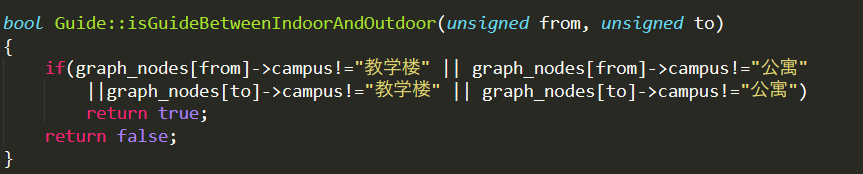 bool Guide::isGuideBetweenIndoorAndOutdoor(unsigned from, unsigned to)
{
    if(graph_nodes[from]->campus!="教学楼" || graph_nodes[from]->campus!="公寓"
        ||graph_nodes[to]->campus!="教学楼" || graph_nodes[to]->campus!="公寓")
        return true;
    return false;
}